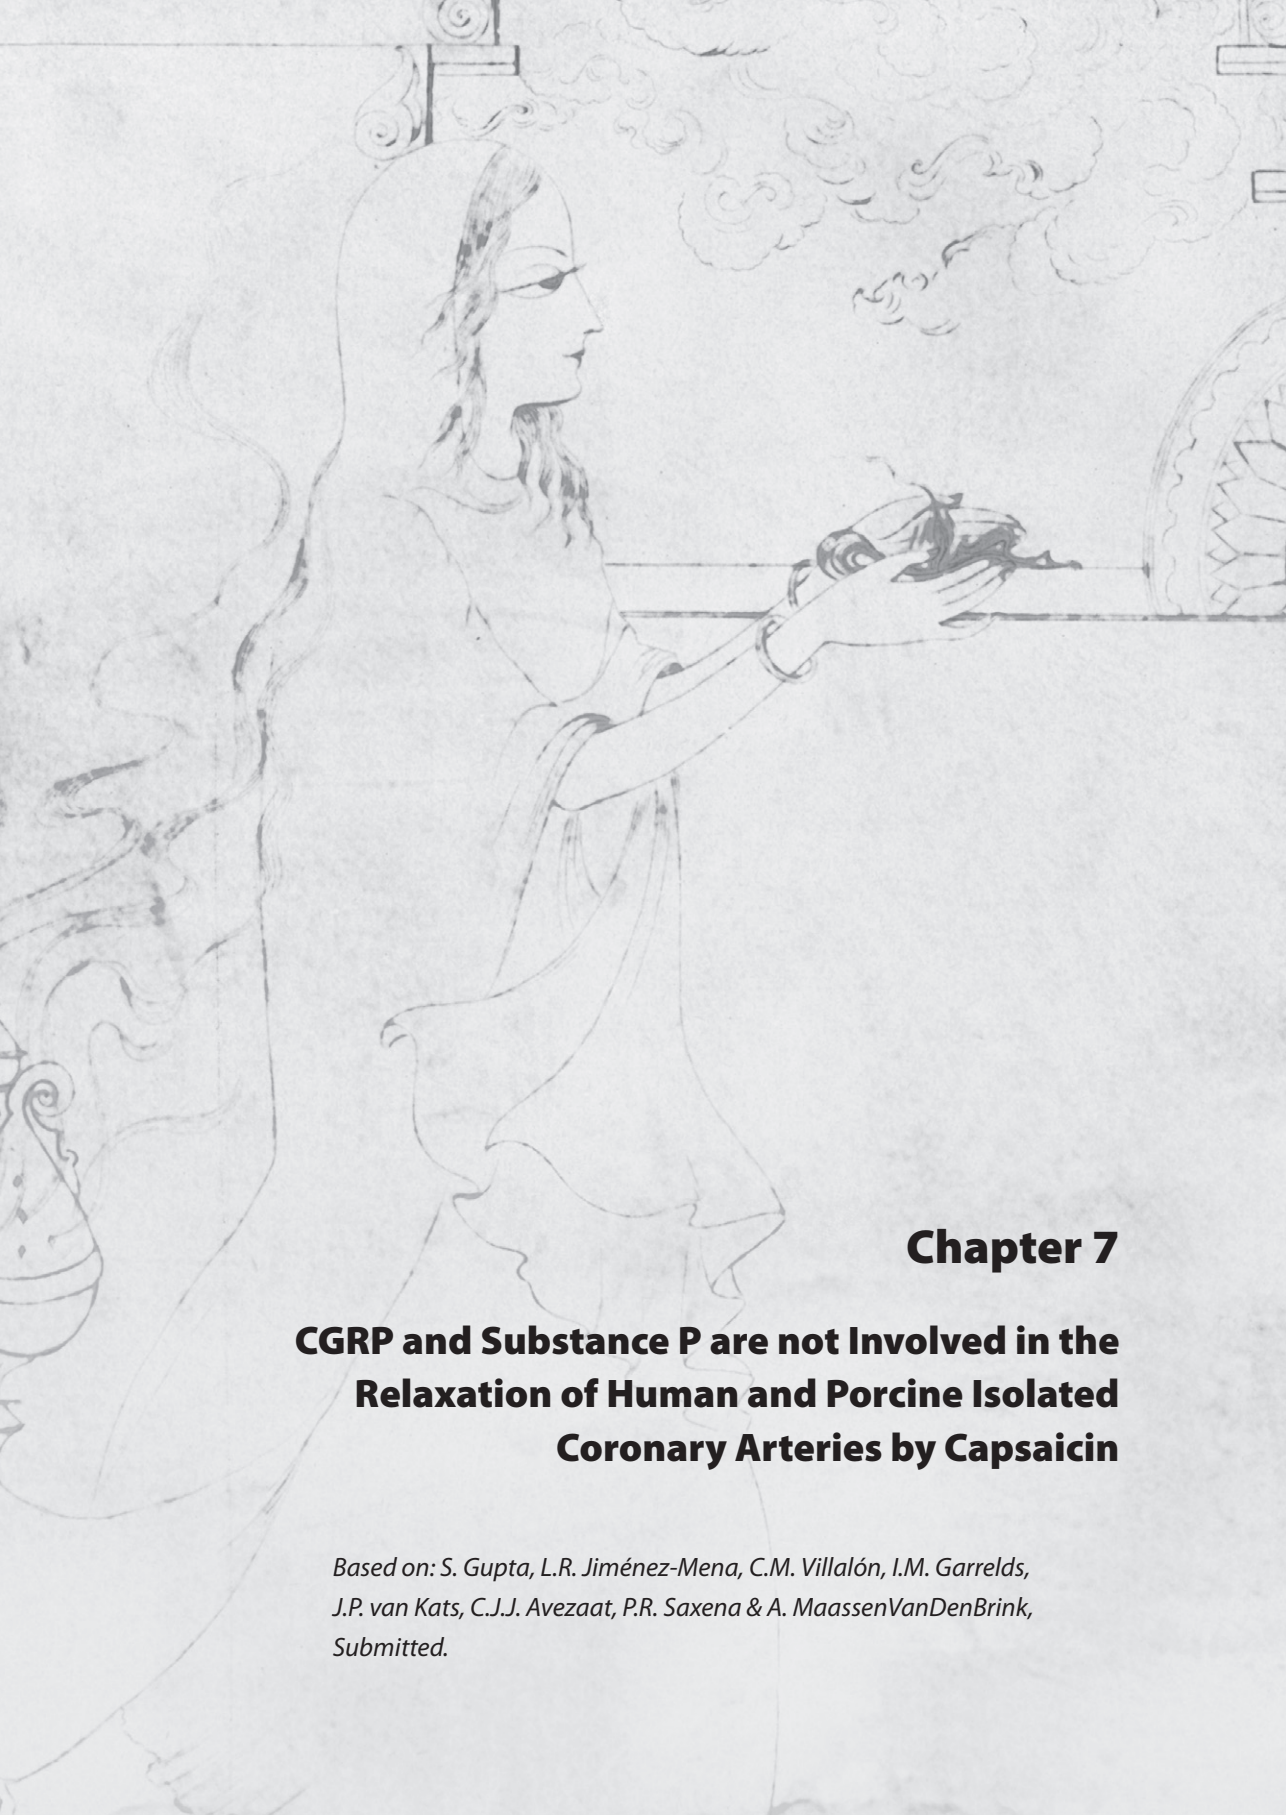 Chapter 7
CGRP and Substance P are not Involved in the
Relaxation of Human and Porcine Isolated
Coronary Arteries by Capsaicin
Based on: S. Gupta, L.R. Jiménez-Mena, C.M. Villalón, I.M. Garrelds,
J.P. van Kats, C.J.J. Avezaat, P.R. Saxena & A. MaassenVanDenBrink,
Submitted.